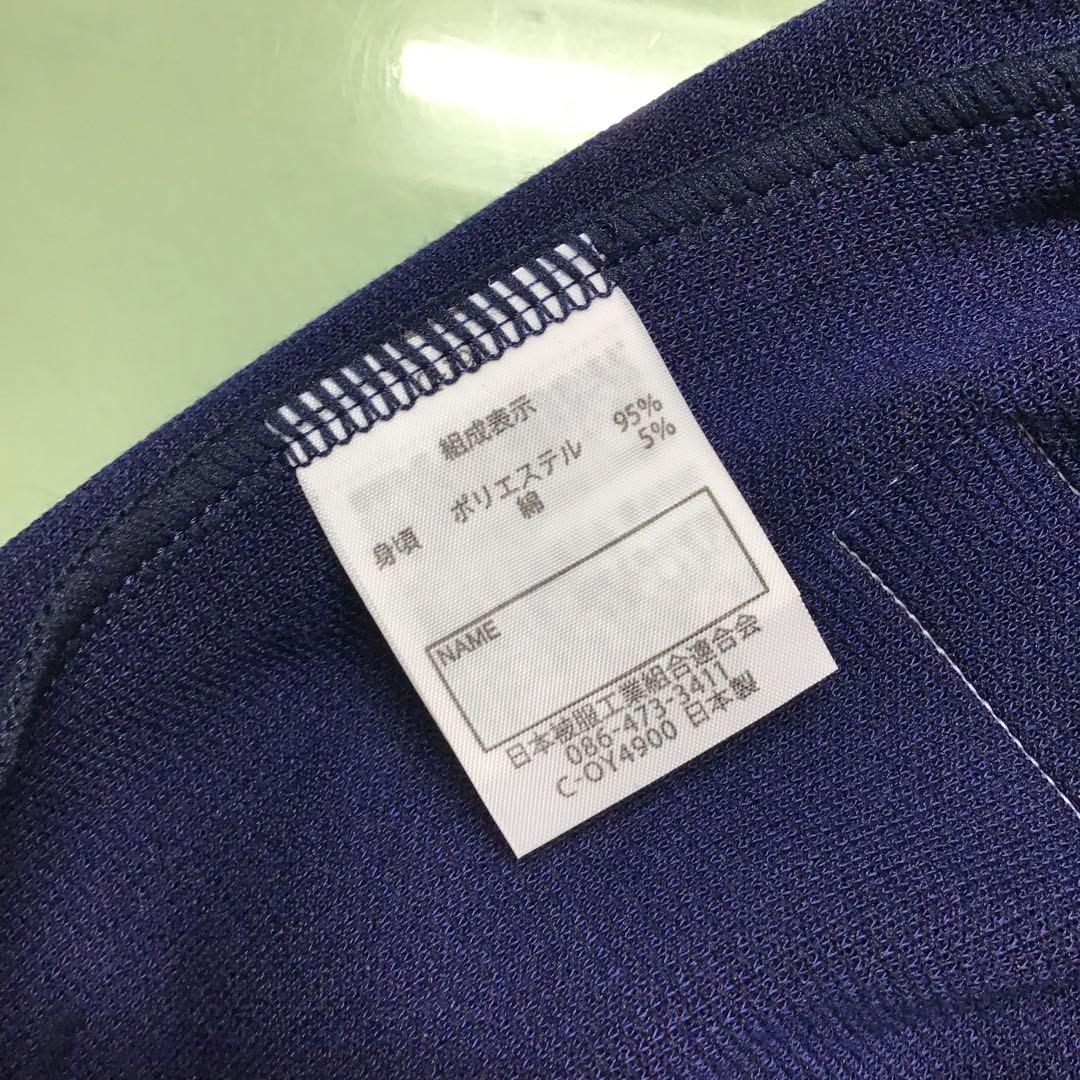 組成表示
身頃 ポリエステル 95%
綿 5%
NAME
日本被服工業組合連合会
086-473-3411
C-OY4900 日本製